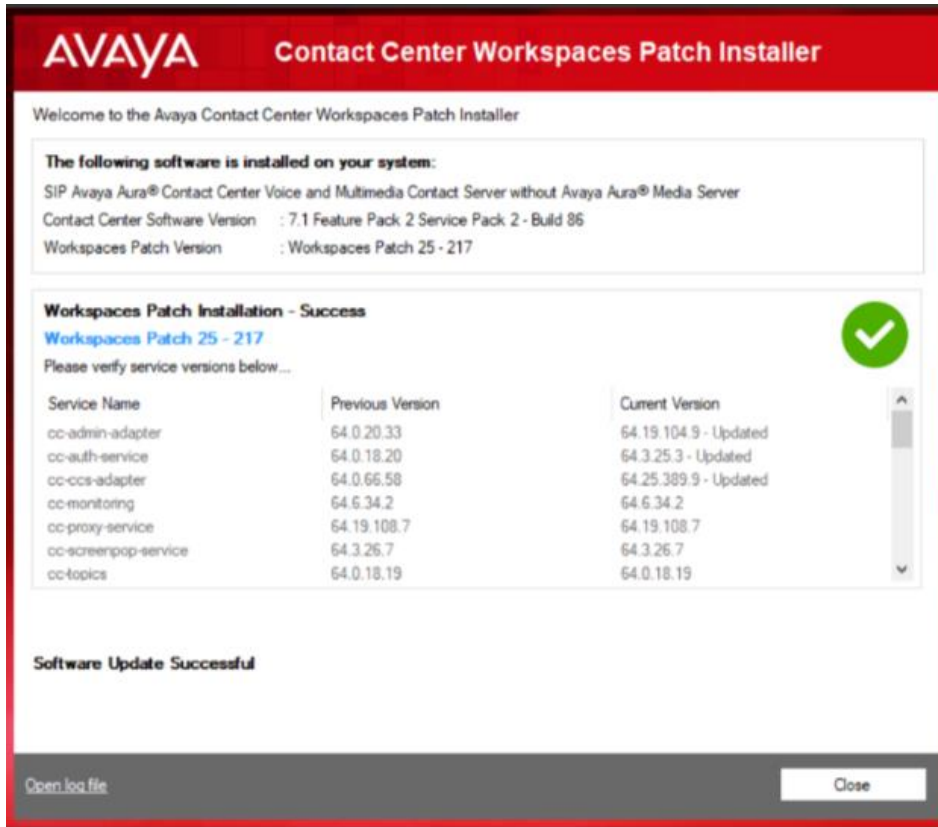 AVAYA Contact Center Workspaces Patch Installer
Welcome to the Avaya Contact Center Workspaces Patch Installer
The following software is installed on your system:
SIP Avaya Aura® Contact Center Voice and Multimedia Contact Server without Avaya Aura® Media Server
Contact Center Software Version : 7.1 Feature Pack 2 Service Pack 2 - Build 86
Workspaces Patch Version : Workspaces Patch 25 - 217
Workspaces Patch Installation - Success
Workspaces Patch 25 - 217
Please verify service versions below...
Service Name Previous Version Current Version
cc-admin-adapter 64.0.20.33 64.19.104.9 - Updated
cc-auth-service 64.0.18.20 64.3.25.3 - Updated
cc-ccs-adapter 64.0.66.58 64.25.389.9 - Updated
cc-monitoring 64.6.34.2 64.6.34.2
cc-proxy-service 64.19.108.7 64.19.108.7
cc-screenpop-service 64.3.26.7 64.3.26.7
cc-topics 64.0.18.19 64.0.18.19
Software Update Successful
Open log file Close